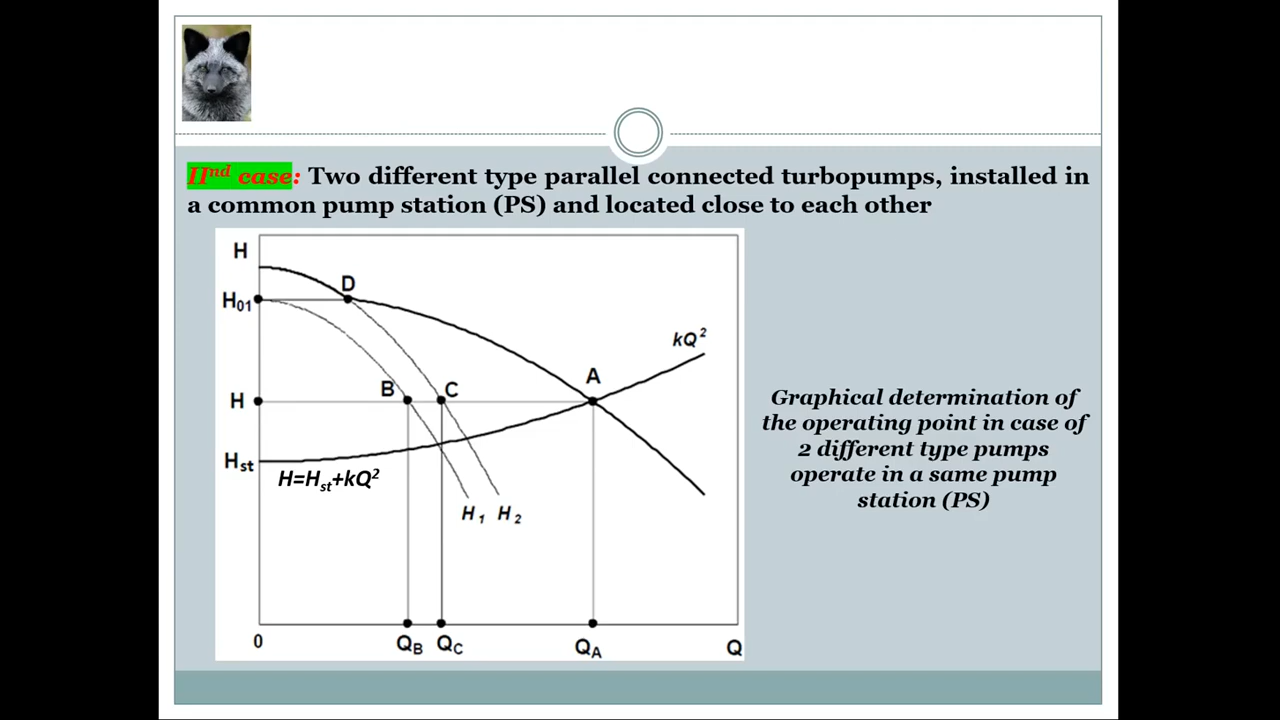 IIⁿᵈ case: Two different type parallel connected turbopumps, installed in
a common pump station (PS) and located close to each other
H
D
H₀₁
kQ²
A
B
C
H
Hst
H=Hst+kQ²
H₁ H₂
0
QB
QC
QA
Q
Graphical determination of
the operating point in case of
2 different type pumps
operate in a same pump
station (PS)